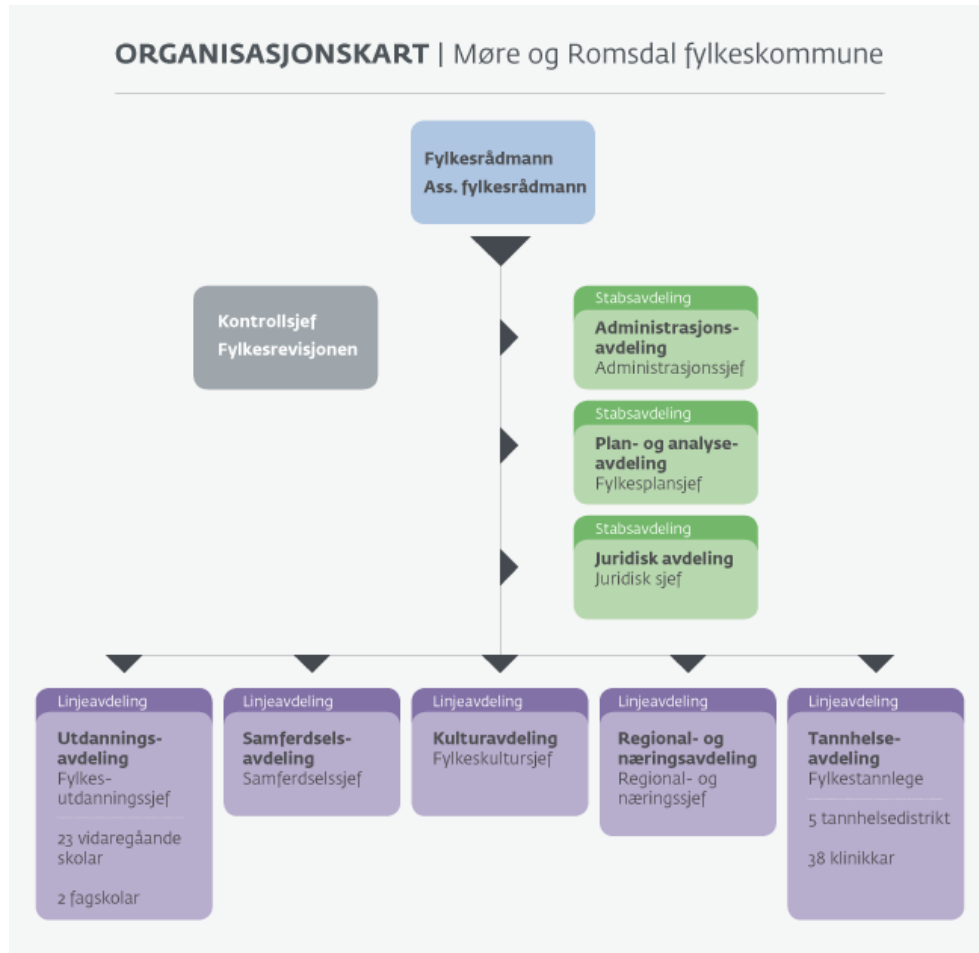 ORGANISASJONSKART | Møre og Romsdal fylkeskommune
Fylkesrådmann
Ass. fylkesrådmann
Kontrollsjef
Fylkesrevisjonen
Stabsavdeling
Administrasjons-
avdeling
Administrasjonssjef
Stabsavdeling
Plan- og analyse-
avdeling
Fylkesplansjef
Stabsavdeling
Juridisk avdeling
Juridisk sjef
Linjeavdeling
Utdannings-
avdeling
Fylkes-
utdanningssjef
23 vidaregåande
skolar
2 fagskolar
Linjeavdeling
Samferdsels-
avdeling
Samferdselssjef
Linjeavdeling
Kulturavdeling
Fylkeskultursjef
Linjeavdeling
Regional- og
næringsavdeling
Regional- og
næringssjef
Linjeavdeling
Tannhelse-
avdeling
Fylkestannlege
5 tannhelsedistrikt
38 klinikkar